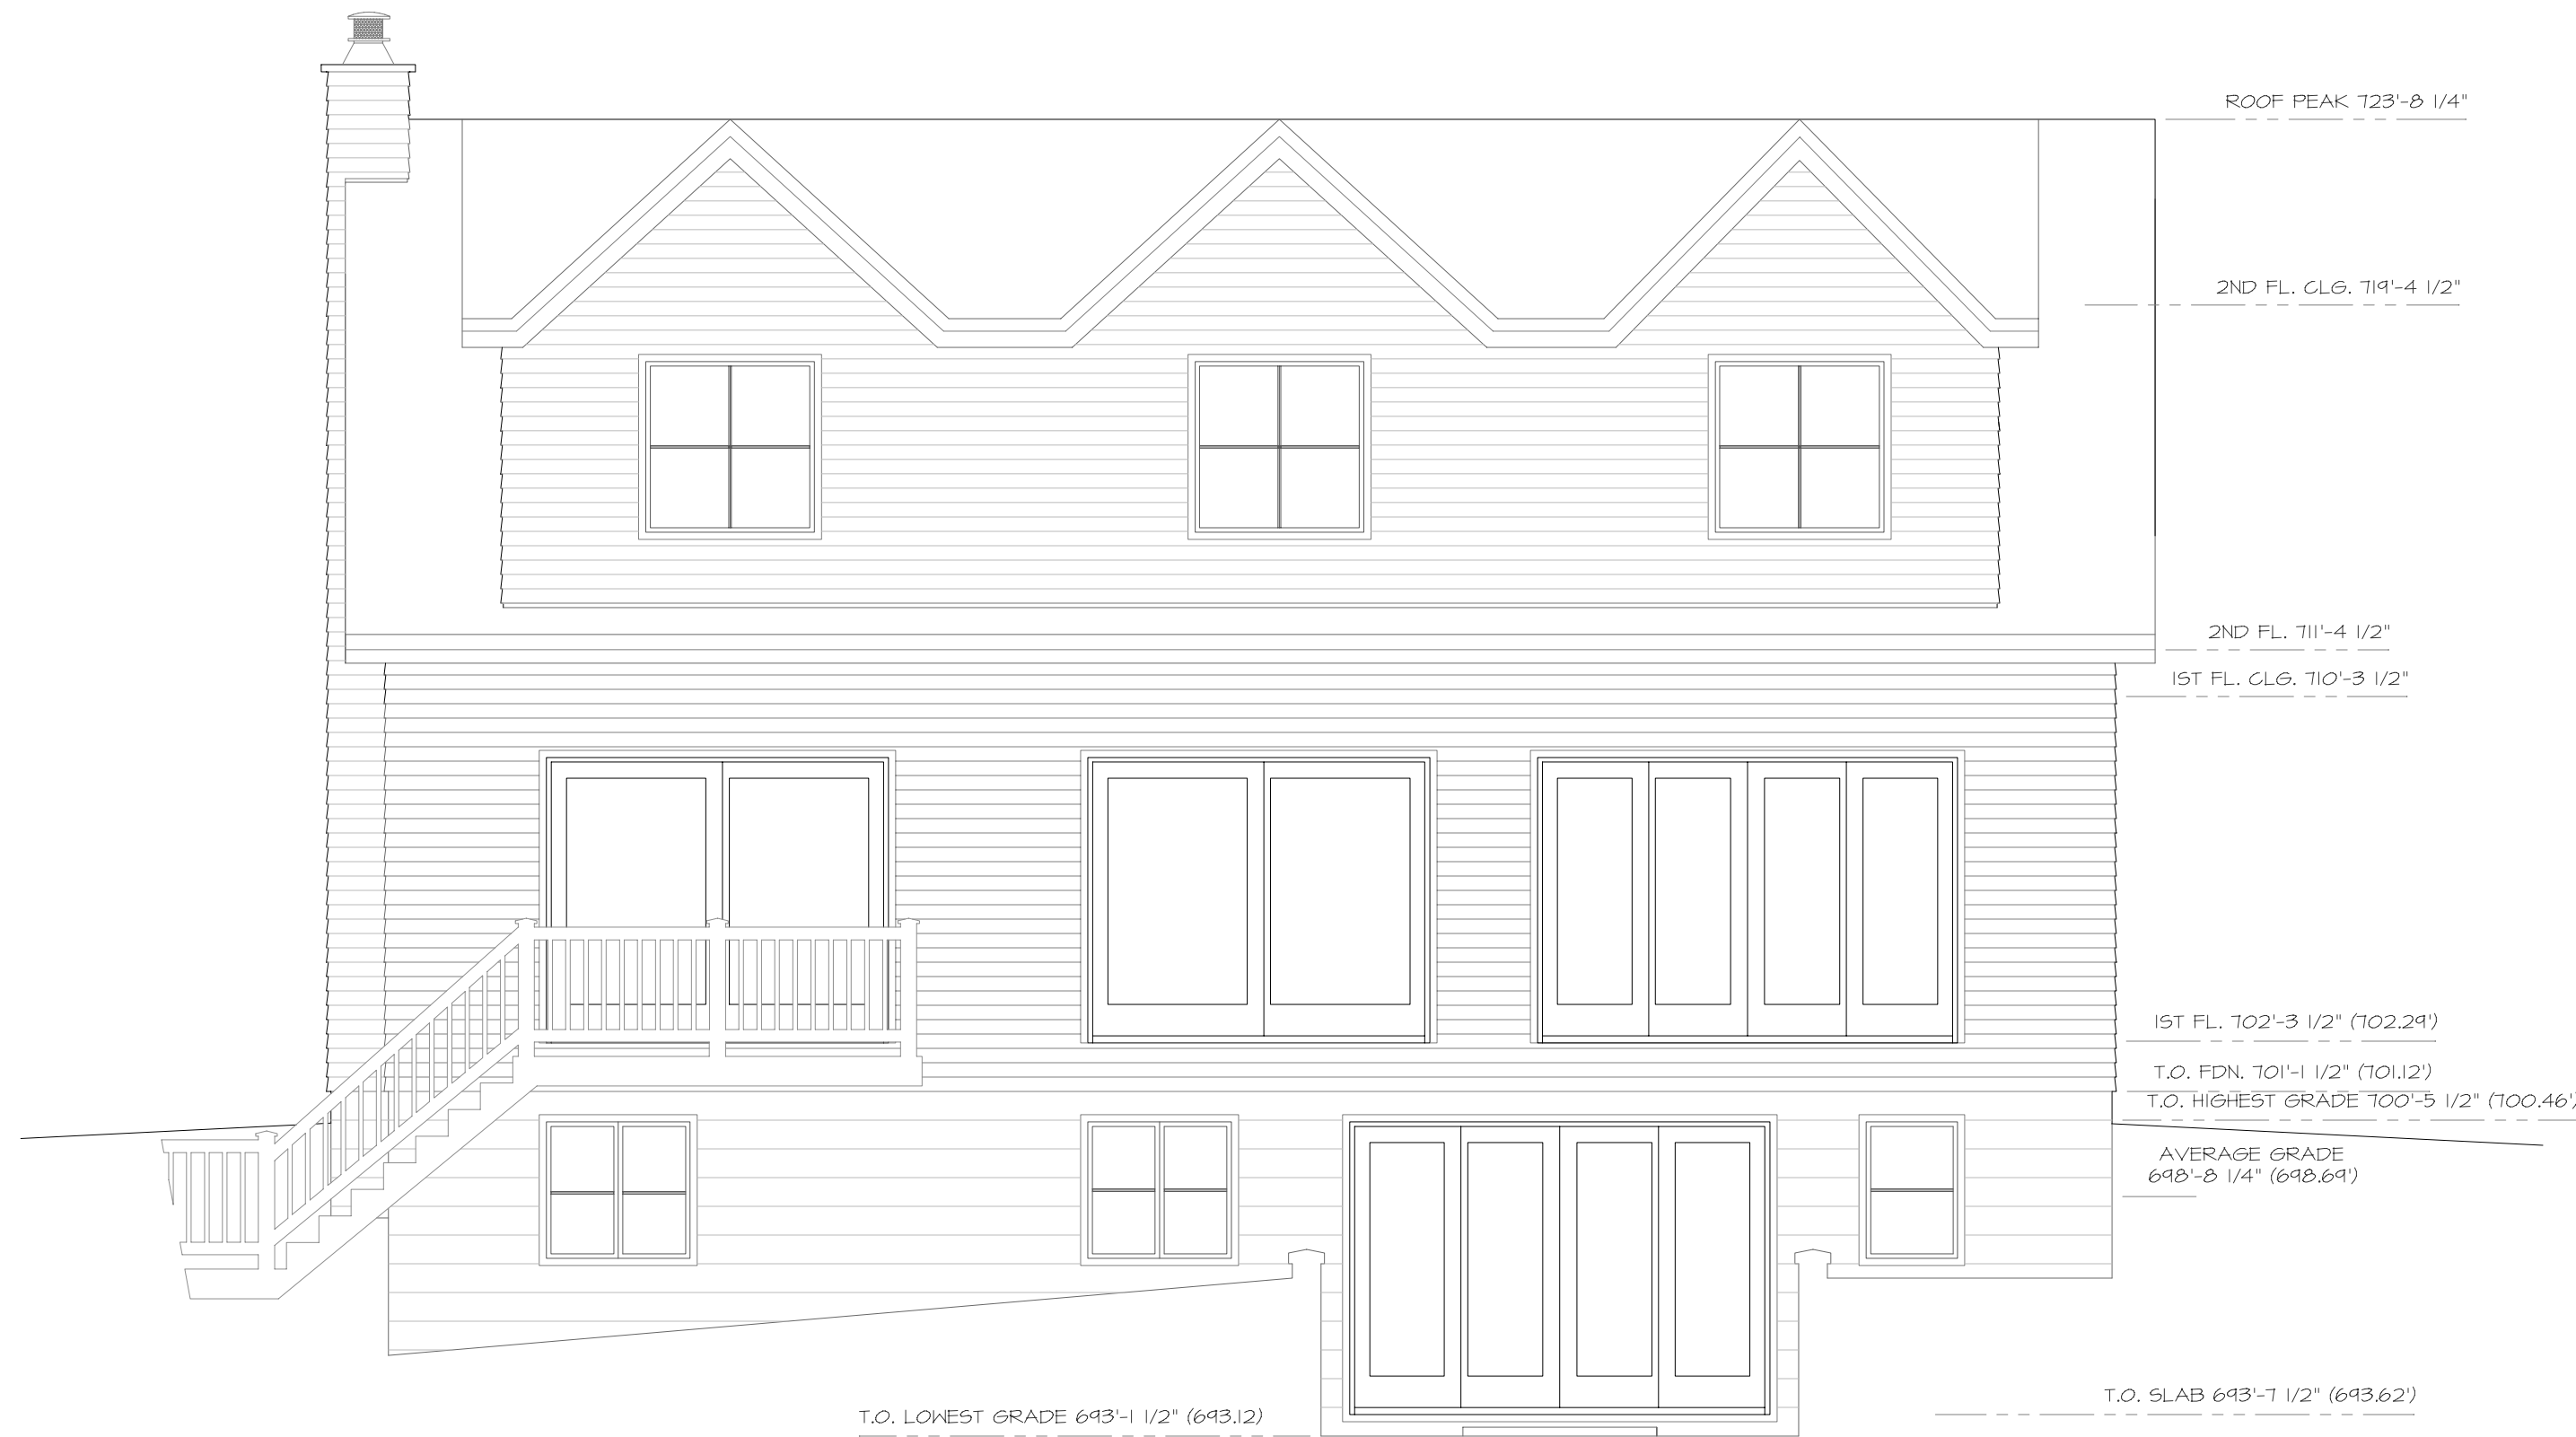 ROOF PEAK 723'-8 1/4"
2ND FL. CLG. 719'-4 1/2"
2ND FL. 711'-4 1/2"
1ST FL. CLG. 710'-3 1/2"
1ST FL. 702'-3 1/2" (702.29')
T.O. FDN. 701'-1 1/2" (701.12')
T.O. HIGHEST GRADE 700'-5 1/2" (700.46')
AVERAGE GRADE
698'-8 1/4" (698.69')
T.O. SLAB 693'-7 1/2" (693.62')
T.O. LOWEST GRADE 693'-1 1/2" (693.12)